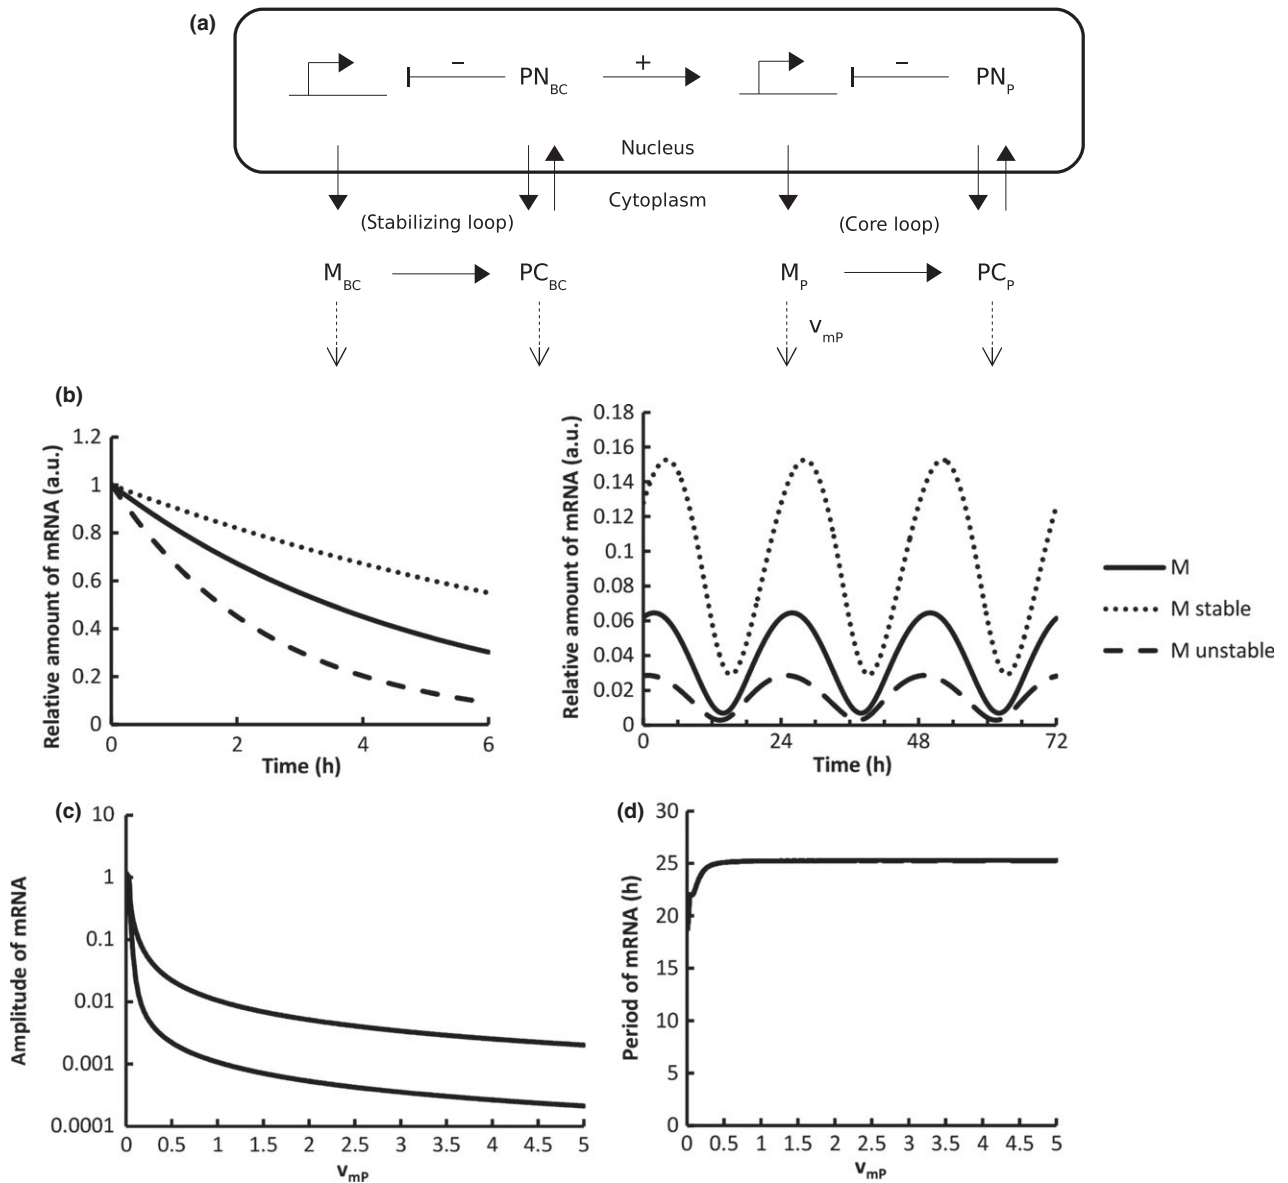 (a)
− PN_BC + − PN_P
Nucleus
Cytoplasm
(Stabilizing loop) (Core loop)
M_BC PC_BC M_P PC_P
v_mP
(b)
Relative amount of mRNA (a.u.)
1.2
1
0.8
0.6
0.4
0.2
0
0 2 4 6
Time (h)
Relative amount of mRNA (a.u.)
0.18
0.16
0.14
0.12
0.1
0.08
0.06
0.04
0.02
0
0 24 48 72
Time (h)
M
M stable
M unstable
(c)
Amplitude of mRNA
10
1
0.1
0.01
0.001
0.0001
0 0.5 1 1.5 2 2.5 3 3.5 4 4.5 5
v_mP
(d)
Period of mRNA (h)
30
25
20
15
10
5
0
0 0.5 1 1.5 2 2.5 3 3.5 4 4.5 5
v_mP